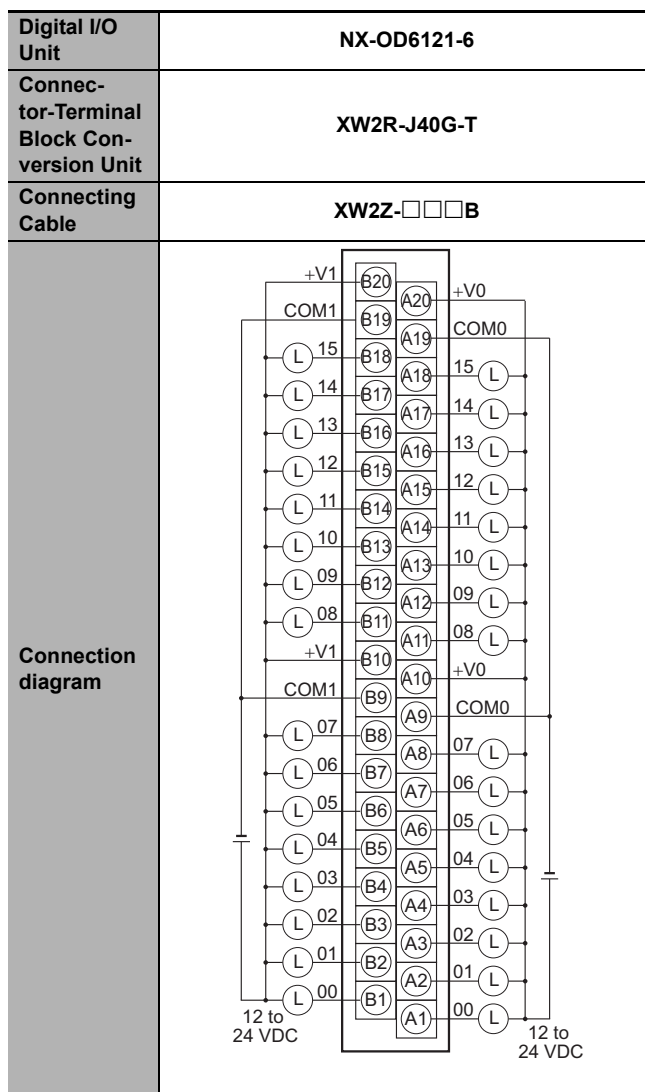 Digital I/O
Unit
NX-OD6121-6
Connec-
tor-Terminal
Block Con-
version Unit
XW2R-J40G-T
Connecting
Cable
XW2Z-□□□B
Connection
diagram
+V1 B20
A20 +V0
COM1 B19
A19 COM0
L 15 B18
A18 15 L
L 14 B17
A17 14 L
L 13 B16
A16 13 L
L 12 B15
A15 12 L
L 11 B14
A14 11 L
L 10 B13
A13 10 L
L 09 B12
A12 09 L
L 08 B11
A11 08 L
+V1 B10
A10 +V0
COM1 B9
A9 COM0
L 07 B8
A8 07 L
L 06 B7
A7 06 L
L 05 B6
A6 05 L
L 04 B5
A5 04 L
L 03 B4
A4 03 L
L 02 B3
A3 02 L
L 01 B2
A2 01 L
L 00 B1
A1 00 L
12 to
24 VDC
12 to
24 VDC